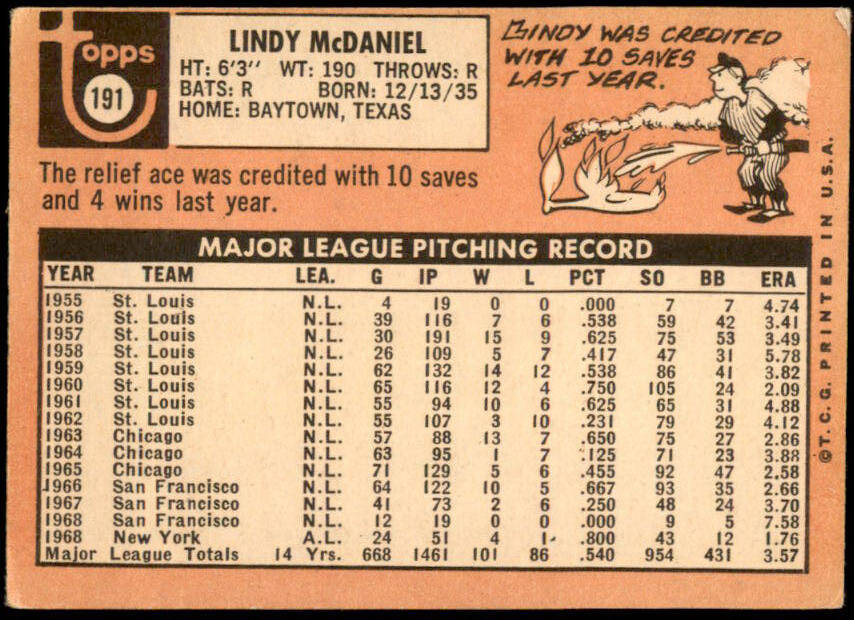 Topps
191
LINDY McDANIEL
HT: 6'3" WT: 190 THROWS: R
BATS: R BORN: 12/13/35
HOME: BAYTOWN, TEXAS
LINDY WAS CREDITED
WITH 10 SAVES
LAST YEAR.
The relief ace was credited with 10 saves
and 4 wins last year.
MAJOR LEAGUE PITCHING RECORD
YEAR TEAM LEA. G IP W L PCT SO BB ERA
1955 St. Louis N.L. 4 19 0 0 .000 7 7 4.74
1956 St. Louis N.L. 39 116 7 6 .538 59 42 3.41
1957 St. Louis N.L. 30 191 15 9 .625 75 53 3.49
1958 St. Louis N.L. 26 109 5 7 .417 47 31 5.78
1959 St. Louis N.L. 62 132 14 12 .538 86 41 3.82
1960 St. Louis N.L. 65 116 12 4 .750 105 24 2.09
1961 St. Louis N.L. 55 94 10 6 .625 65 31 4.88
1962 St. Louis N.L. 55 107 3 10 .231 79 29 4.12
1963 Chicago N.L. 57 88 13 7 .650 75 27 2.86
1964 Chicago N.L. 63 95 1 7 .125 71 23 3.88
1965 Chicago N.L. 71 129 5 6 .455 92 47 2.58
1966 San Francisco N.L. 64 122 10 5 .667 93 35 2.66
1967 San Francisco N.L. 41 73 2 6 .250 48 24 3.70
1968 San Francisco N.L. 12 19 0 0 .000 9 5 7.58
1968 New York A.L. 24 51 4 1 .800 43 12 1.76
Major League Totals 14 Yrs. 668 1461 101 86 .540 954 431 3.57
©T.C.G. PRINTED IN U.S.A.